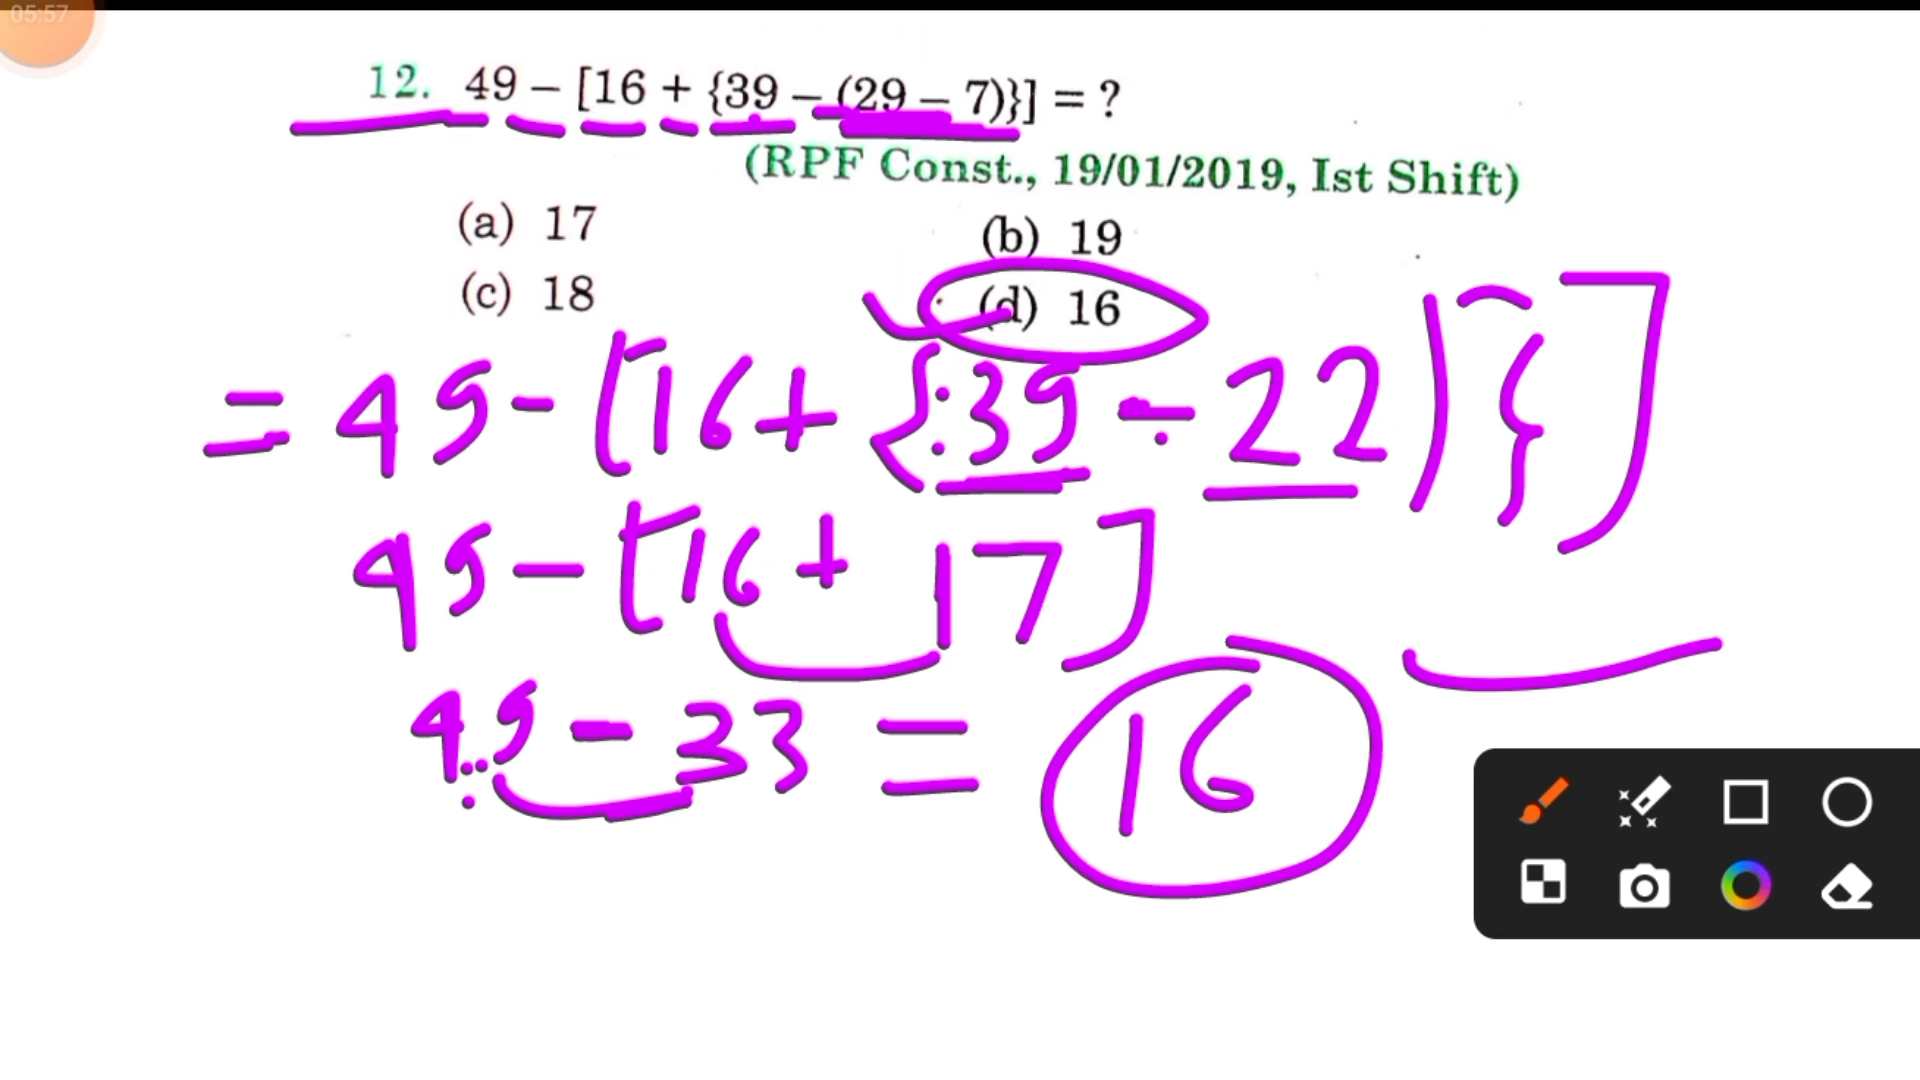 05:57
12. 49 – [16 + {39 – (29 – 7)}] = ?
(RPF Const., 19/01/2019, Ist Shift)
(a) 17 (b) 19
(c) 18 (d) 16
= 49 - [16 + {39 - 22)}]
49 - [16 + 17]
49 - 33 = 16